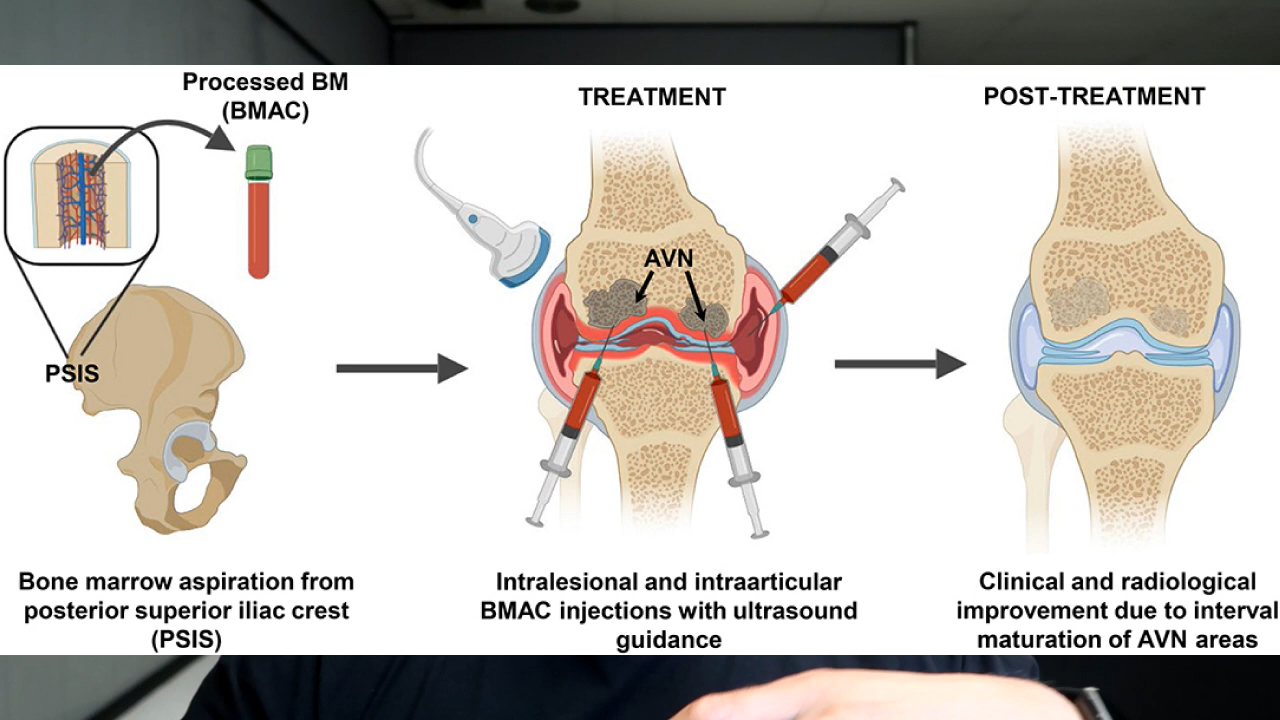 Processed BM
(BMAC)
PSIS
Bone marrow aspiration from
posterior superior iliac crest
(PSIS)
TREATMENT
AVN
Intralesional and intraarticular
BMAC injections with ultrasound
guidance
POST-TREATMENT
Clinical and radiological
improvement due to interval
maturation of AVN areas